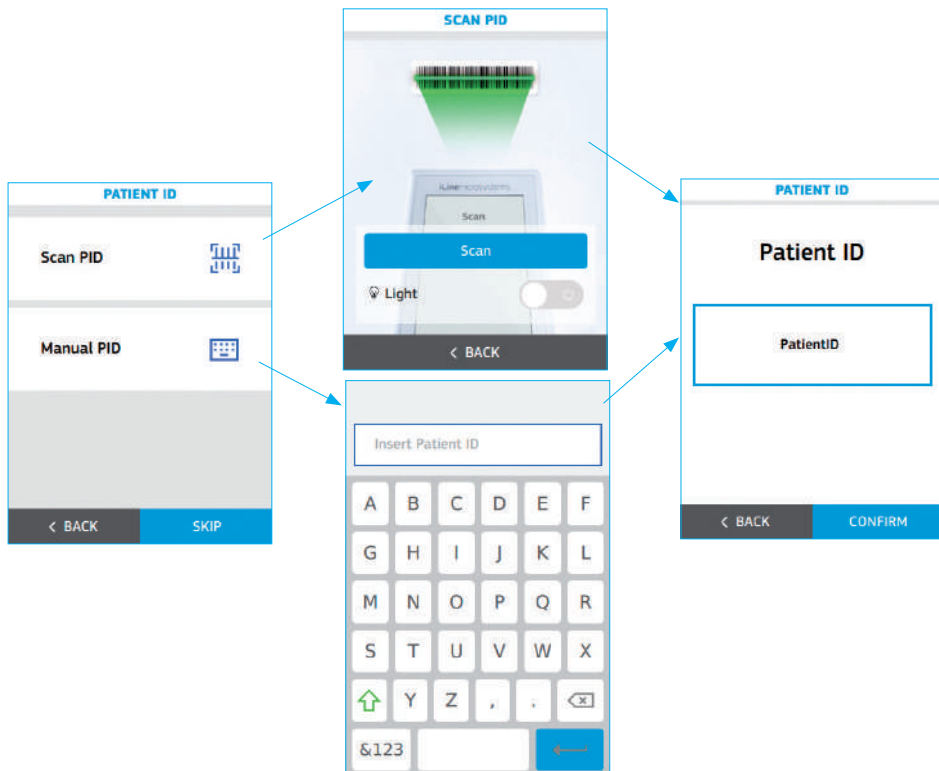 SCAN PID
iLinemicrosystems
Scan
Scan
Light
< BACK
PATIENT ID
Scan PID
Manual PID
< BACK
SKIP
Insert Patient ID
A B C D E F
G H I J K L
M N O P Q R
S T U V W X
Y Z , .
&123
PATIENT ID
Patient ID
PatientID
< BACK
CONFIRM